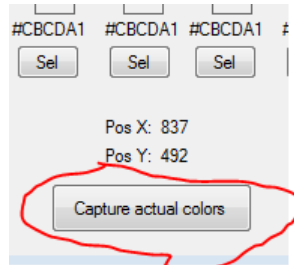 #CBCDA1 #CBCDA1 #CBCDA1 #
Sel Sel Sel
Pos X: 837
Pos Y: 492
Capture actual colors